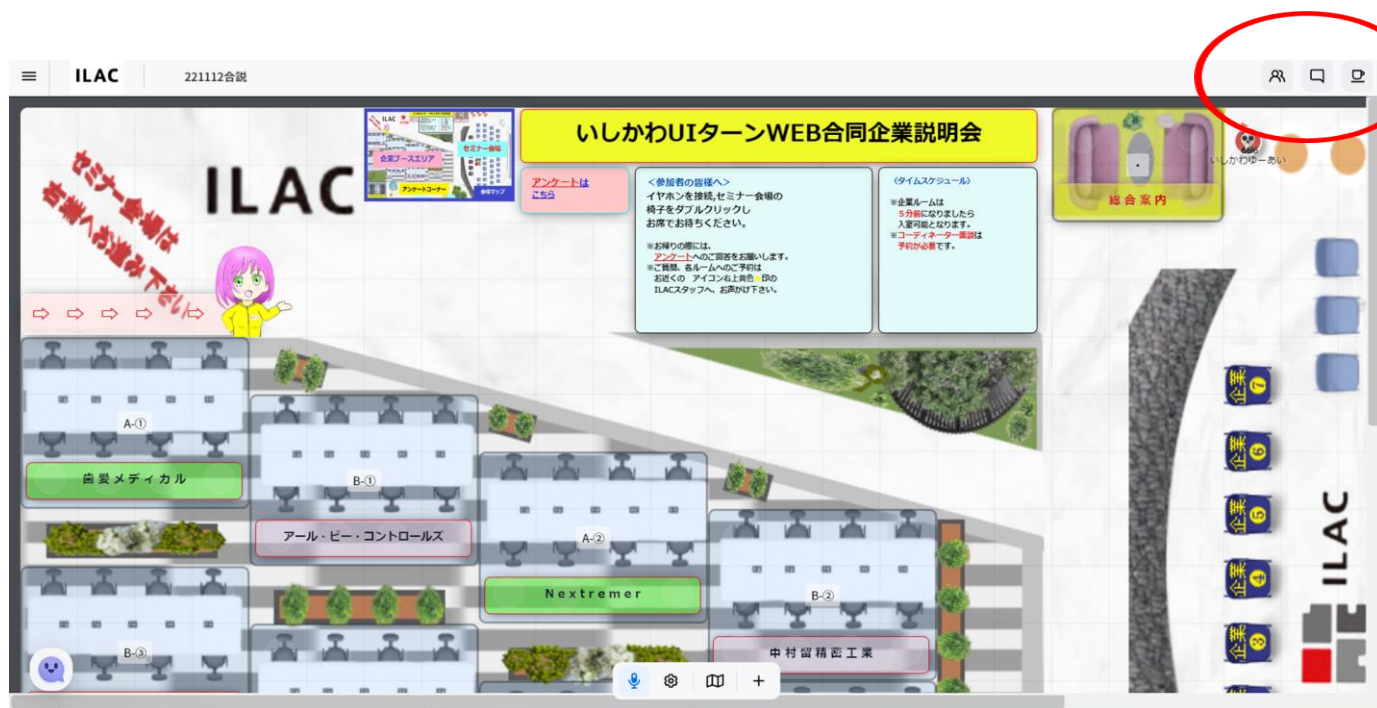 ILAC
221112合説
セミナー会場は
右端へお進み下さい
ILAC
ILAC
企業ブースエリア
セミナー会場
アンケートコーナー
会場マップ
いしかわUIターンWEB合同企業説明会
アンケートは
こちら
<参加者の皆様へ>
イヤホンを接続,セミナー会場の
椅子をダブルクリックし
お席でお待ちください。
※お帰りの際には、
アンケートへのご回答をお願いします。
※ご質問、各ルームへのご予約は
お近くの アイコン右上黄色●印の
ILACスタッフへ、お声がけ下さい。
(タイムスケジュール)
※企業ルームは
5分前になりましたら
入室可能となります。
※コーディネーター面談は
予約が必要です。
総合案内
いしかわゆーあい
A-①
歯愛メディカル
B-①
アール・ビー・コントロールズ
A-②
Nextremer
B-②
中村留精密工業
B-③
企業⑦
企業⑥
企業⑤
企業④
企業③
ILAC